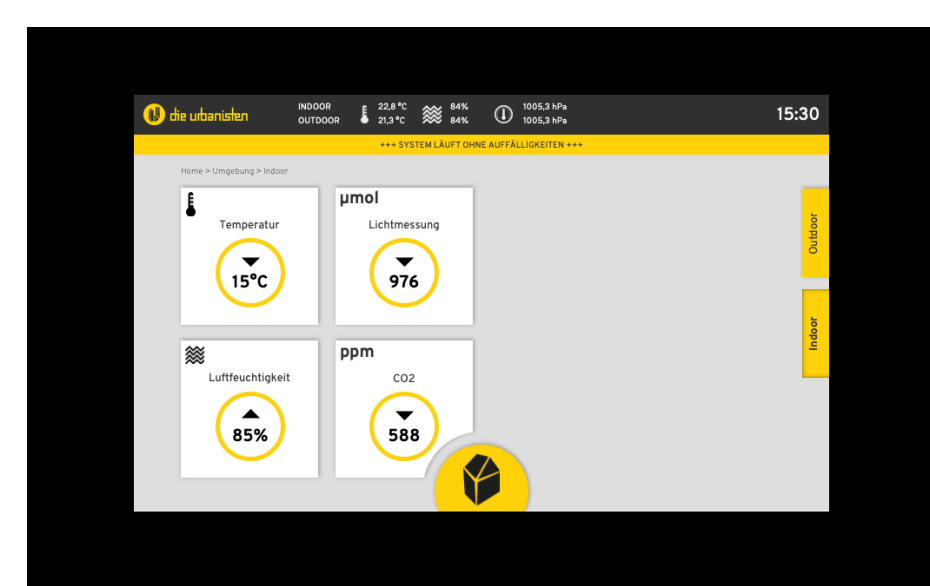 die urbanisten
INDOOR 22,8 °C 84% 1005,3 hPa
OUTDOOR 21,3 °C 84% 1005,3 hPa
15:30
+++ SYSTEM LÄUFT OHNE AUFFÄLLIGKEITEN +++
Home > Umgebung > Indoor
Temperatur
15°C
µmol
Lichtmessung
976
Outdoor
Indoor
Luftfeuchtigkeit
85%
ppm
CO2
588